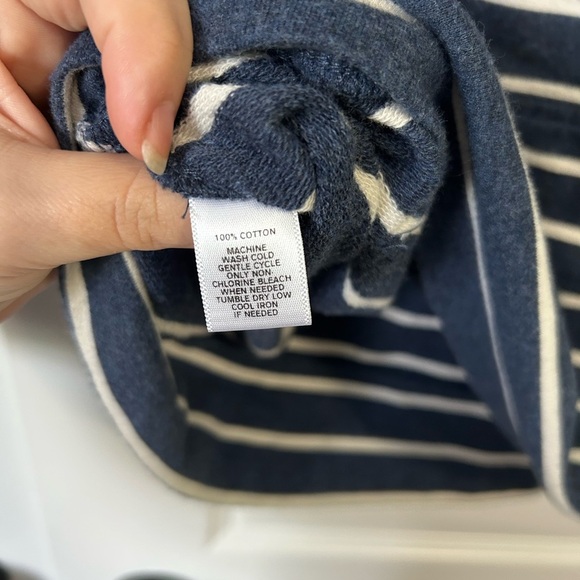 100% COTTON
MACHINE
WASH COLD
GENTLE CYCLE
ONLY NON-
CHLORINE BLEACH
WHEN NEEDED
TUMBLE DRY LOW
COOL IRON
IF NEEDED